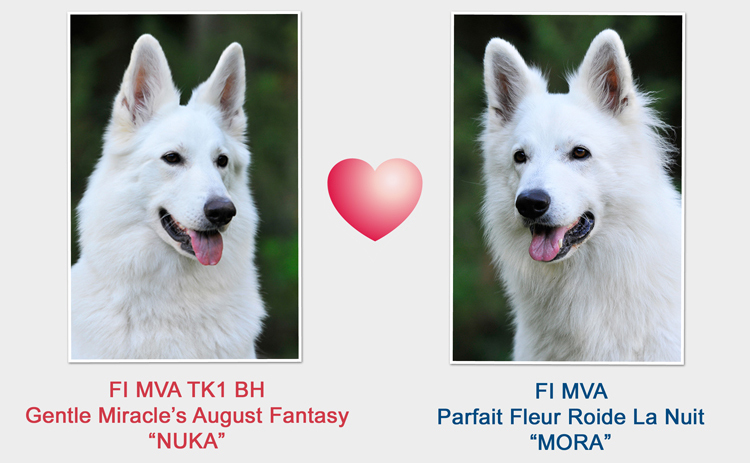 FI MVA TK1 BH
Gentle Miracle’s August Fantasy
“NUKA”
FI MVA
Parfait Fleur Roide La Nuit
“MORA”